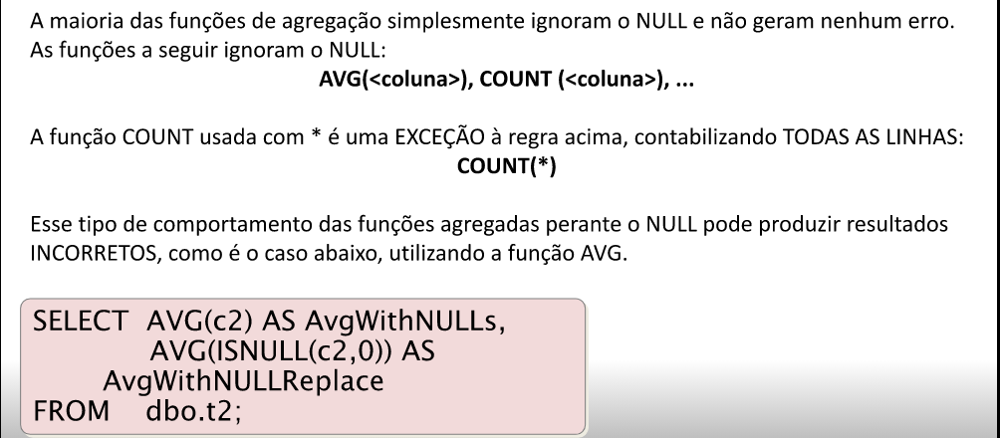 A maioria das funções de agregação simplesmente ignoram o NULL e não geram nenhum erro.
As funções a seguir ignoram o NULL:
AVG(<coluna>), COUNT (<coluna>), ...
A função COUNT usada com * é uma EXCEÇÃO à regra acima, contabilizando TODAS AS LINHAS:
COUNT(*)
Esse tipo de comportamento das funções agregadas perante o NULL pode produzir resultados
INCORRETOS, como é o caso abaixo, utilizando a função AVG.
SELECT AVG(c2) AS AvgWithNULLs,
AVG(ISNULL(c2,0)) AS
AvgWithNULLReplace
FROM dbo.t2;